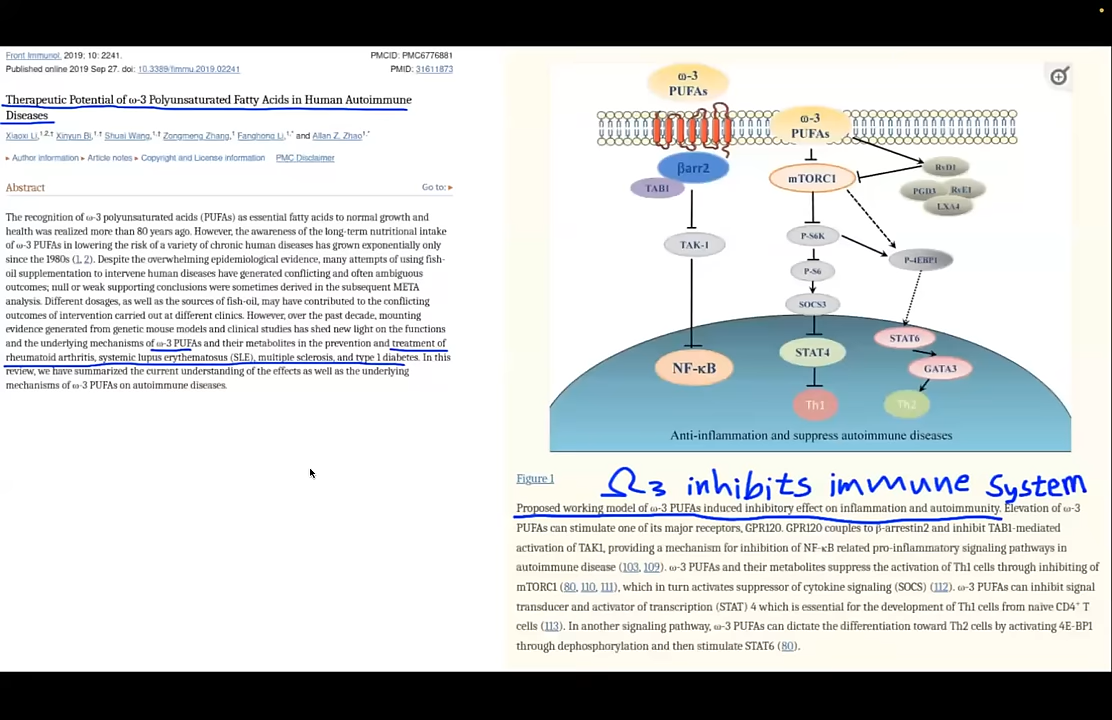 Front Immunol. 2019; 10: 2241.
PMCID: PMC6776881
Published online 2019 Sep 27. doi: 10.3389/fimmu.2019.02241
PMID: 31611873
Therapeutic Potential of ω-3 Polyunsaturated Fatty Acids in Human Autoimmune
Diseases
Xiaoxi Li,1,2,† Xinyun Bi,1,† Shuai Wang,1,† Zongmeng Zhang,1 Fanghong Li,1,* and Allan Z. Zhao1,*
▸ Author information ▸ Article notes ▸ Copyright and License information PMC Disclaimer
Abstract
Go to: ▸
The recognition of ω-3 polyunsaturated acids (PUFAs) as essential fatty acids to normal growth and
health was realized more than 80 years ago. However, the awareness of the long-term nutritional intake
of ω-3 PUFAs in lowering the risk of a variety of chronic human diseases has grown exponentially only
since the 1980s (1, 2). Despite the overwhelming epidemiological evidence, many attempts of using fish-
oil supplementation to intervene human diseases have generated conflicting and often ambiguous
outcomes; null or weak supporting conclusions were sometimes derived in the subsequent META
analysis. Different dosages, as well as the sources of fish-oil, may have contributed to the conflicting
outcomes of intervention carried out at different clinics. However, over the past decade, mounting
evidence generated from genetic mouse models and clinical studies has shed new light on the functions
and the underlying mechanisms of ω-3 PUFAs and their metabolites in the prevention and treatment of
rheumatoid arthritis, systemic lupus erythematosus (SLE), multiple sclerosis, and type 1 diabetes. In this
review, we have summarized the current understanding of the effects as well as the underlying
mechanisms of ω-3 PUFAs on autoimmune diseases.
ω-3
PUFAs
ω-3
PUFAs
βarr2
TAB1
mTORC1
RvD1
PGD3
RvE1
LXA4
TAK-1
P-S6K
P-4EBP1
P-S6
SOCS3
STAT6
STAT4
NF-κB
GATA3
Th1
Th2
Anti-inflammation and suppress autoimmune diseases
Figure 1
Ω3 inhibits immune system
Proposed working model of ω-3 PUFAs induced inhibitory effect on inflammation and autoimmunity. Elevation of ω-3
PUFAs can stimulate one of its major receptors, GPR120. GPR120 couples to β-arrestin2 and inhibit TAB1-mediated
activation of TAK1, providing a mechanism for inhibition of NF-κB related pro-inflammatory signaling pathways in
autoimmune disease (103, 109). ω-3 PUFAs and their metabolites suppress the activation of Th1 cells through inhibiting of
mTORC1 (80, 110, 111), which in turn activates suppressor of cytokine signaling (SOCS) (112). ω-3 PUFAs can inhibit signal
transducer and activator of transcription (STAT) 4 which is essential for the development of Th1 cells from naive CD4+ T
cells (113). In another signaling pathway, ω-3 PUFAs can dictate the differentiation toward Th2 cells by activating 4E-BP1
through dephosphorylation and then stimulate STAT6 (80).